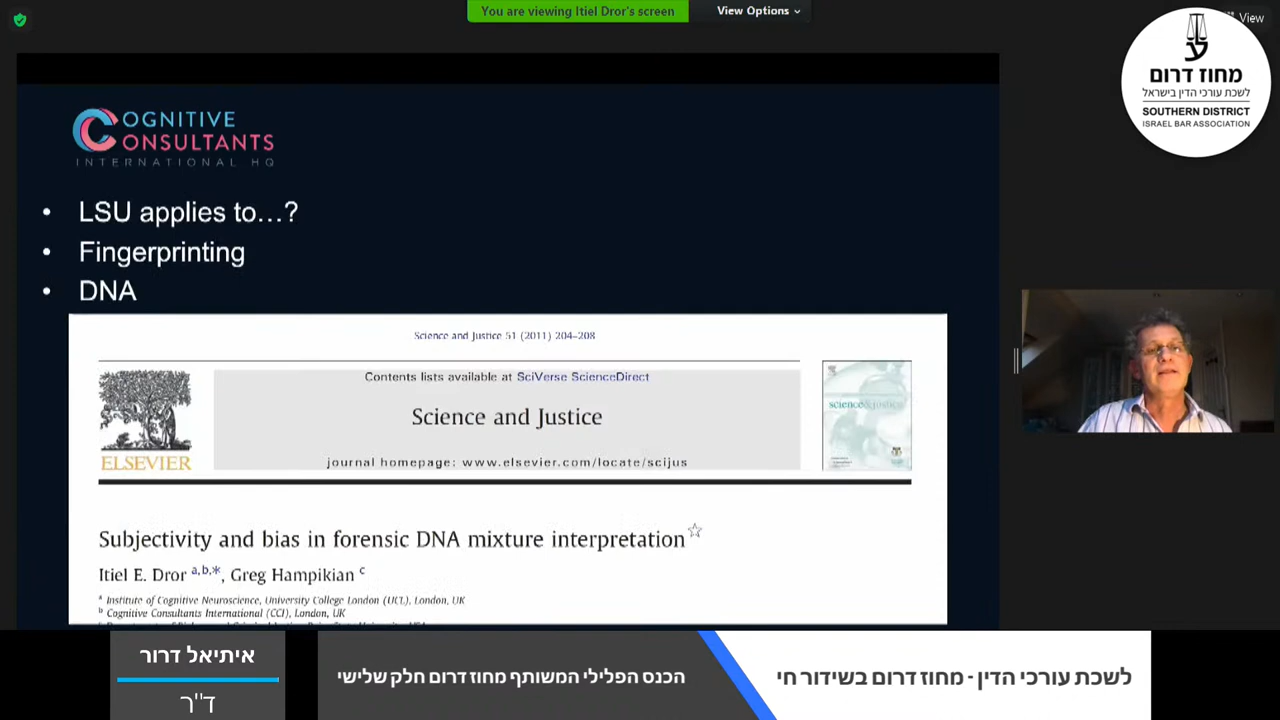 You are viewing Itiel Dror's screen
View Options
View
מחוז דרום
לשכת עורכי הדין בישראל
SOUTHERN DISTRICT
ISRAEL BAR ASSOCIATION
COGNITIVE
CONSULTANTS
INTERNATIONAL HQ
• LSU applies to…?
• Fingerprinting
• DNA
Science and Justice 51 (2011) 204–208
Contents lists available at SciVerse ScienceDirect
Science and Justice
journal homepage: www.elsevier.com/locate/scijus
ELSEVIER
science&justice
Subjectivity and bias in forensic DNA mixture interpretation☆
Itiel E. Dror a,b,*, Greg Hampikian c
a Institute of Cognitive Neuroscience, University College London (UCL), London, UK
b Cognitive Consultants International (CCI), London, UK
איתיאל דרור
ד"ר
הכנס הפלילי המשותף מחוז דרום חלק שלישי
לשכת עורכי הדין - מחוז דרום בשידור חי